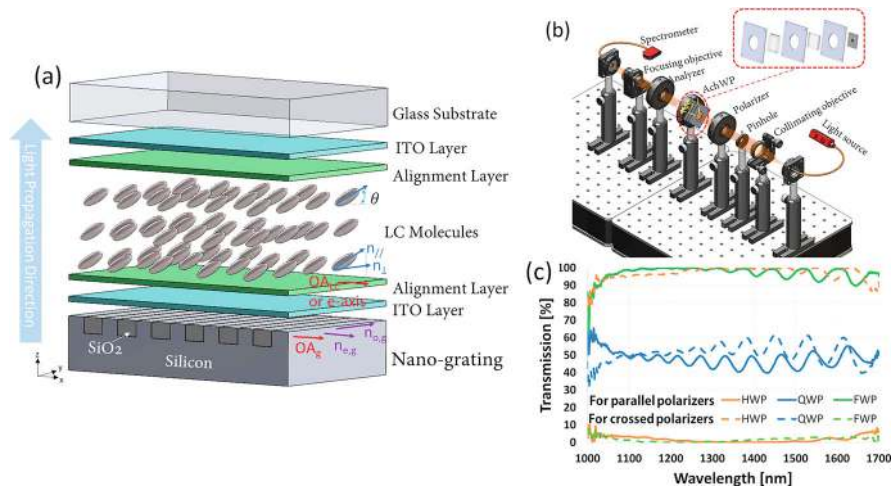 (a)
Light Propagation Direction
Glass Substrate
ITO Layer
Alignment Layer
θ
LC Molecules
n//
n⊥
OA
or e-axis
Alignment Layer
ITO Layer
SiO2
Silicon
OAg
ne,g
no,g
Nano-grating
z
y
x
(b)
Spectrometer
Focusing objective
Analyzer
AchWP
Polarizer
Pinhole
Collimating objective
Light source
(c)
Transmission [%]
100
90
80
70
60
50
40
30
20
10
0
For parallel polarizers HWP QWP FWP
For crossed polarizers HWP QWP FWP
1000 1100 1200 1300 1400 1500 1600 1700
Wavelength [nm]